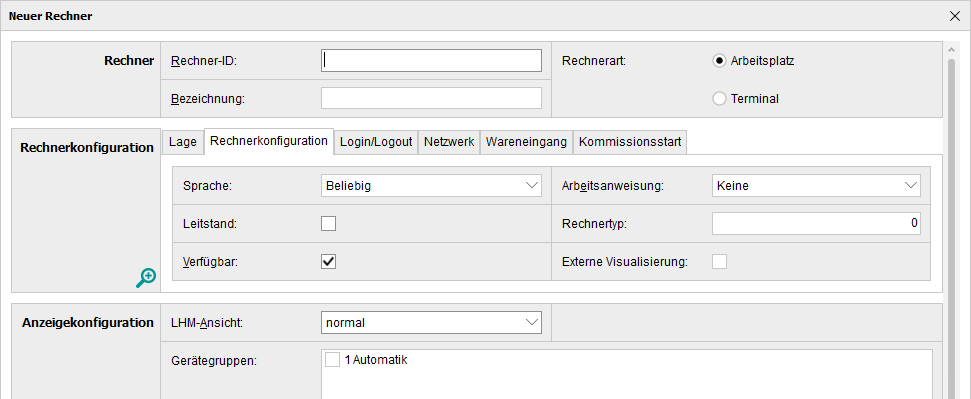 Neuer Rechner
Rechner
Rechner-ID:
Rechnerart:
Arbeitsplatz
Bezeichnung:
Terminal
Rechnerkonfiguration
Lage
Rechnerkonfiguration
Login/Logout
Netzwerk
Wareneingang
Kommissionsstart
Sprache:
Beliebig
Arbeitsanweisung:
Keine
Leitstand:
Rechnertyp:
0
Verfügbar:
Externe Visualisierung:
Anzeigekonfiguration
LHM-Ansicht:
normal
Gerätegruppen:
1 Automatik